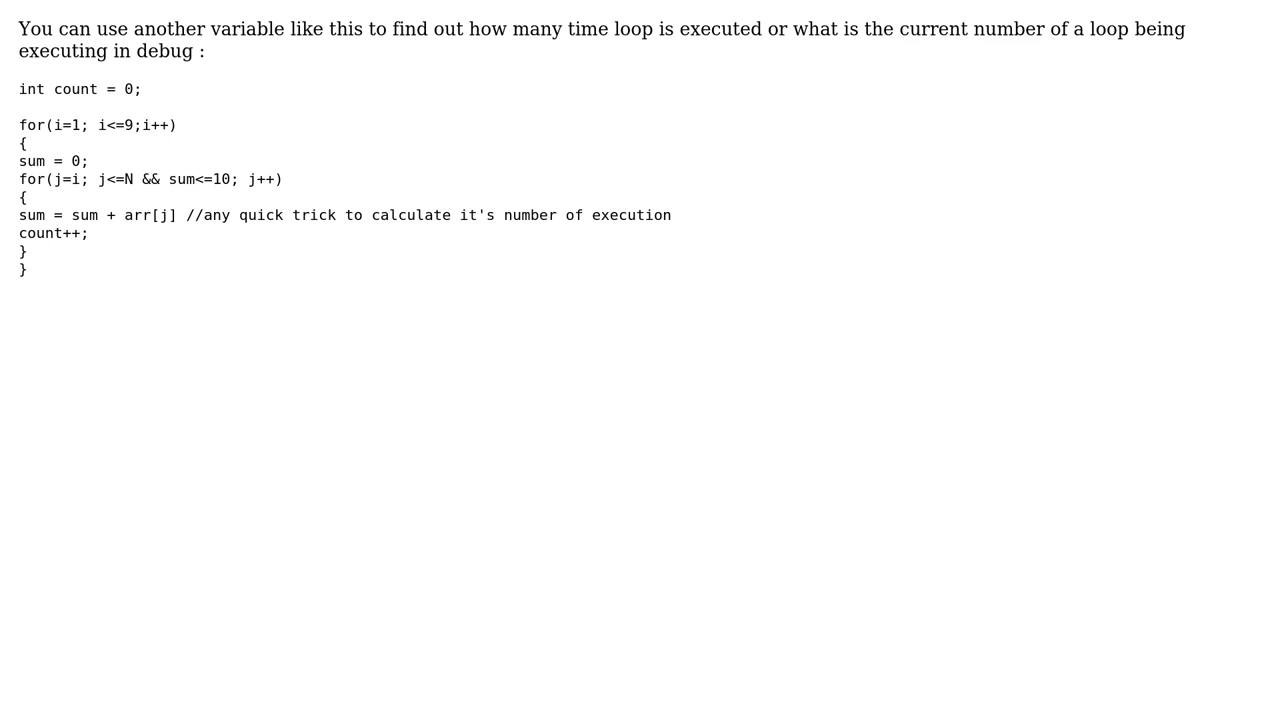 You can use another variable like this to find out how many time loop is executed or what is the current number of a loop being
executing in debug :
int count = 0;
for(i=1; i<=9;i++)
{
sum = 0;
for(j=i; j<=N && sum<=10; j++)
{
sum = sum + arr[j] //any quick trick to calculate it's number of execution
count++;
}
}